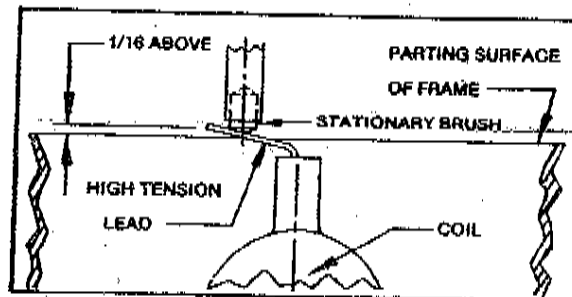 1/16 ABOVE
PARTING SURFACE
OF FRAME
STATIONARY BRUSH
HIGH TENSION
LEAD
COIL